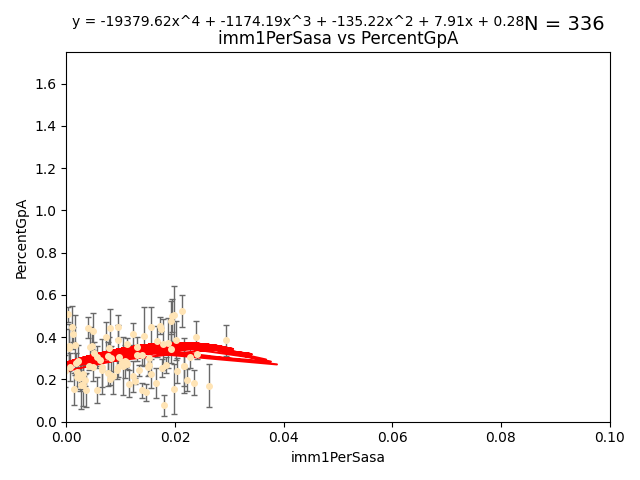 y = -19379.62x^4 + -1174.19x^3 + -135.22x^2 + 7.91x + 0.28
N = 336
imm1PerSasa vs PercentGpA
PercentGpA
1.6
1.4
1.2
1.0
0.8
0.6
0.4
0.2
0.0
0.00 0.02 0.04 0.06 0.08 0.10
imm1PerSasa